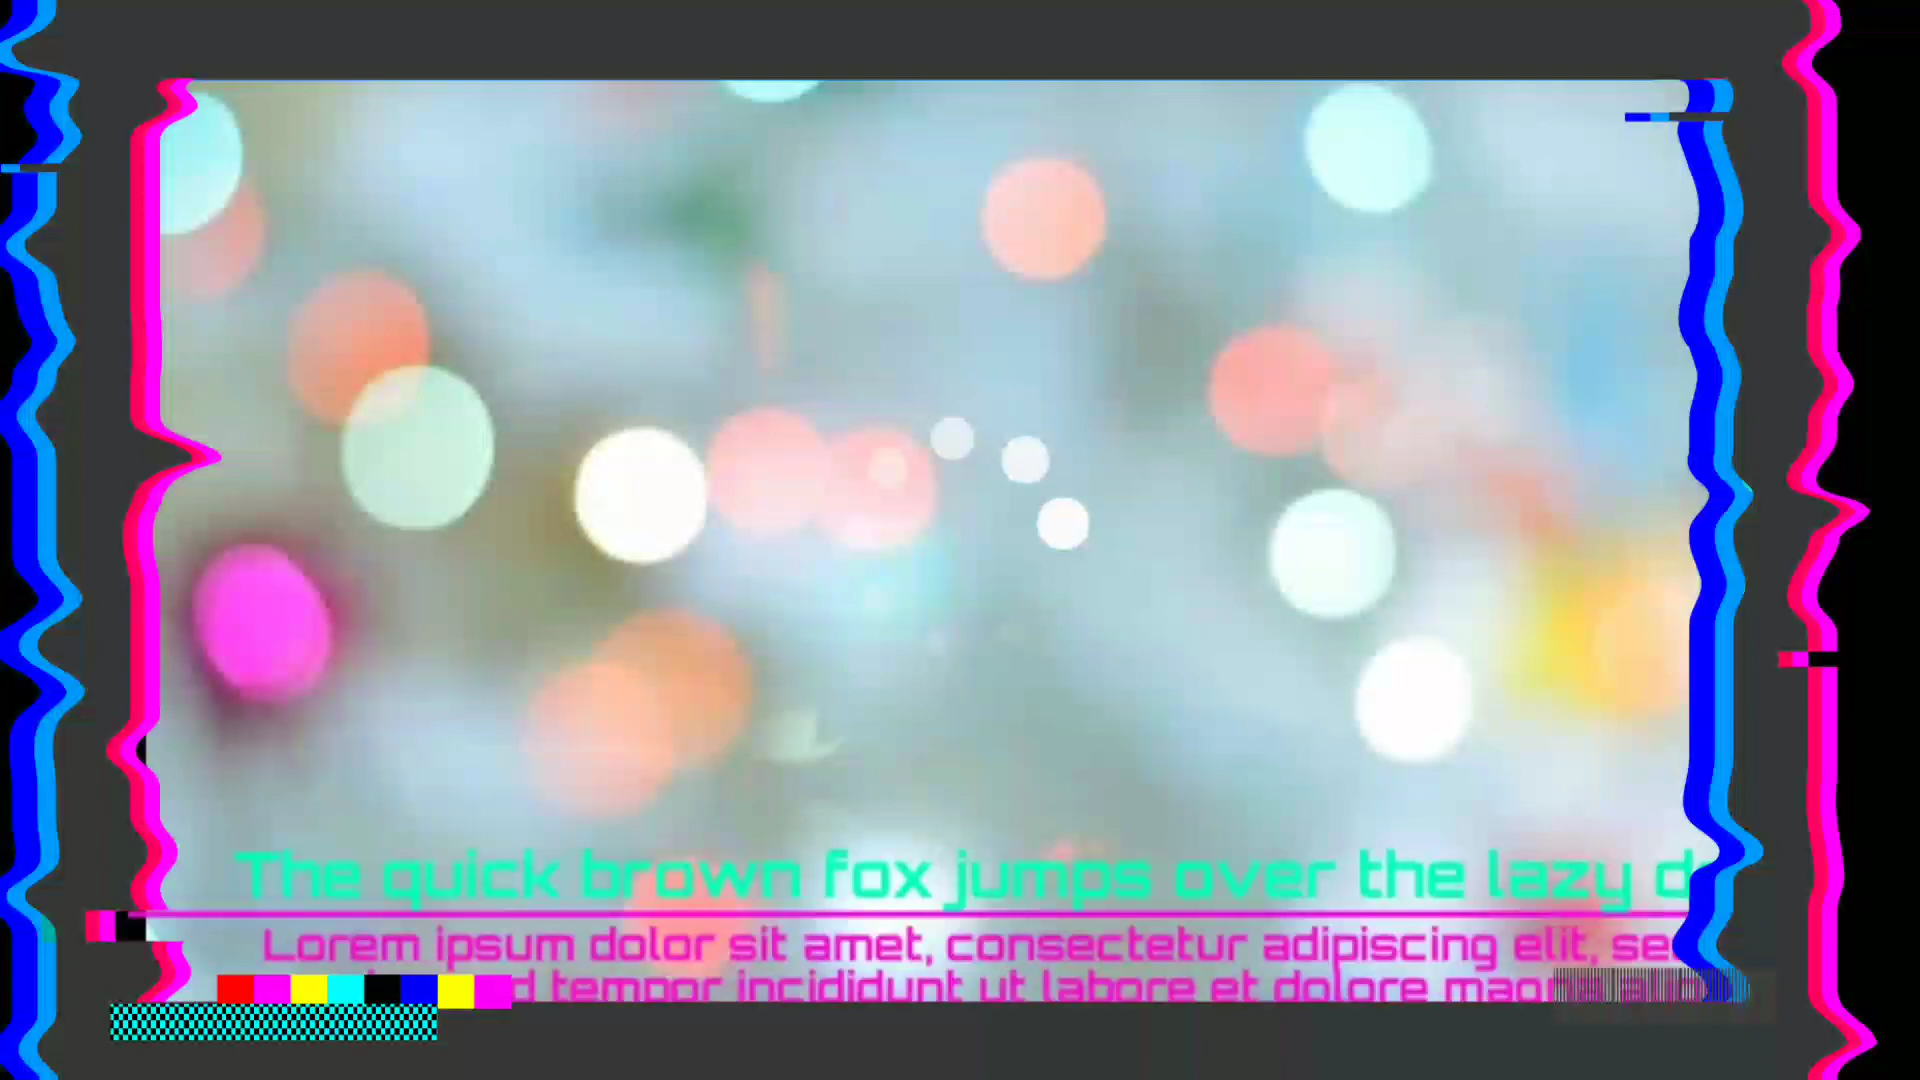 The quick brown fox jumps over the lazy
Lorem ipsum dolor sit amet, consectetur adipiscing elit,
tempor incididunt ut labore et dolore